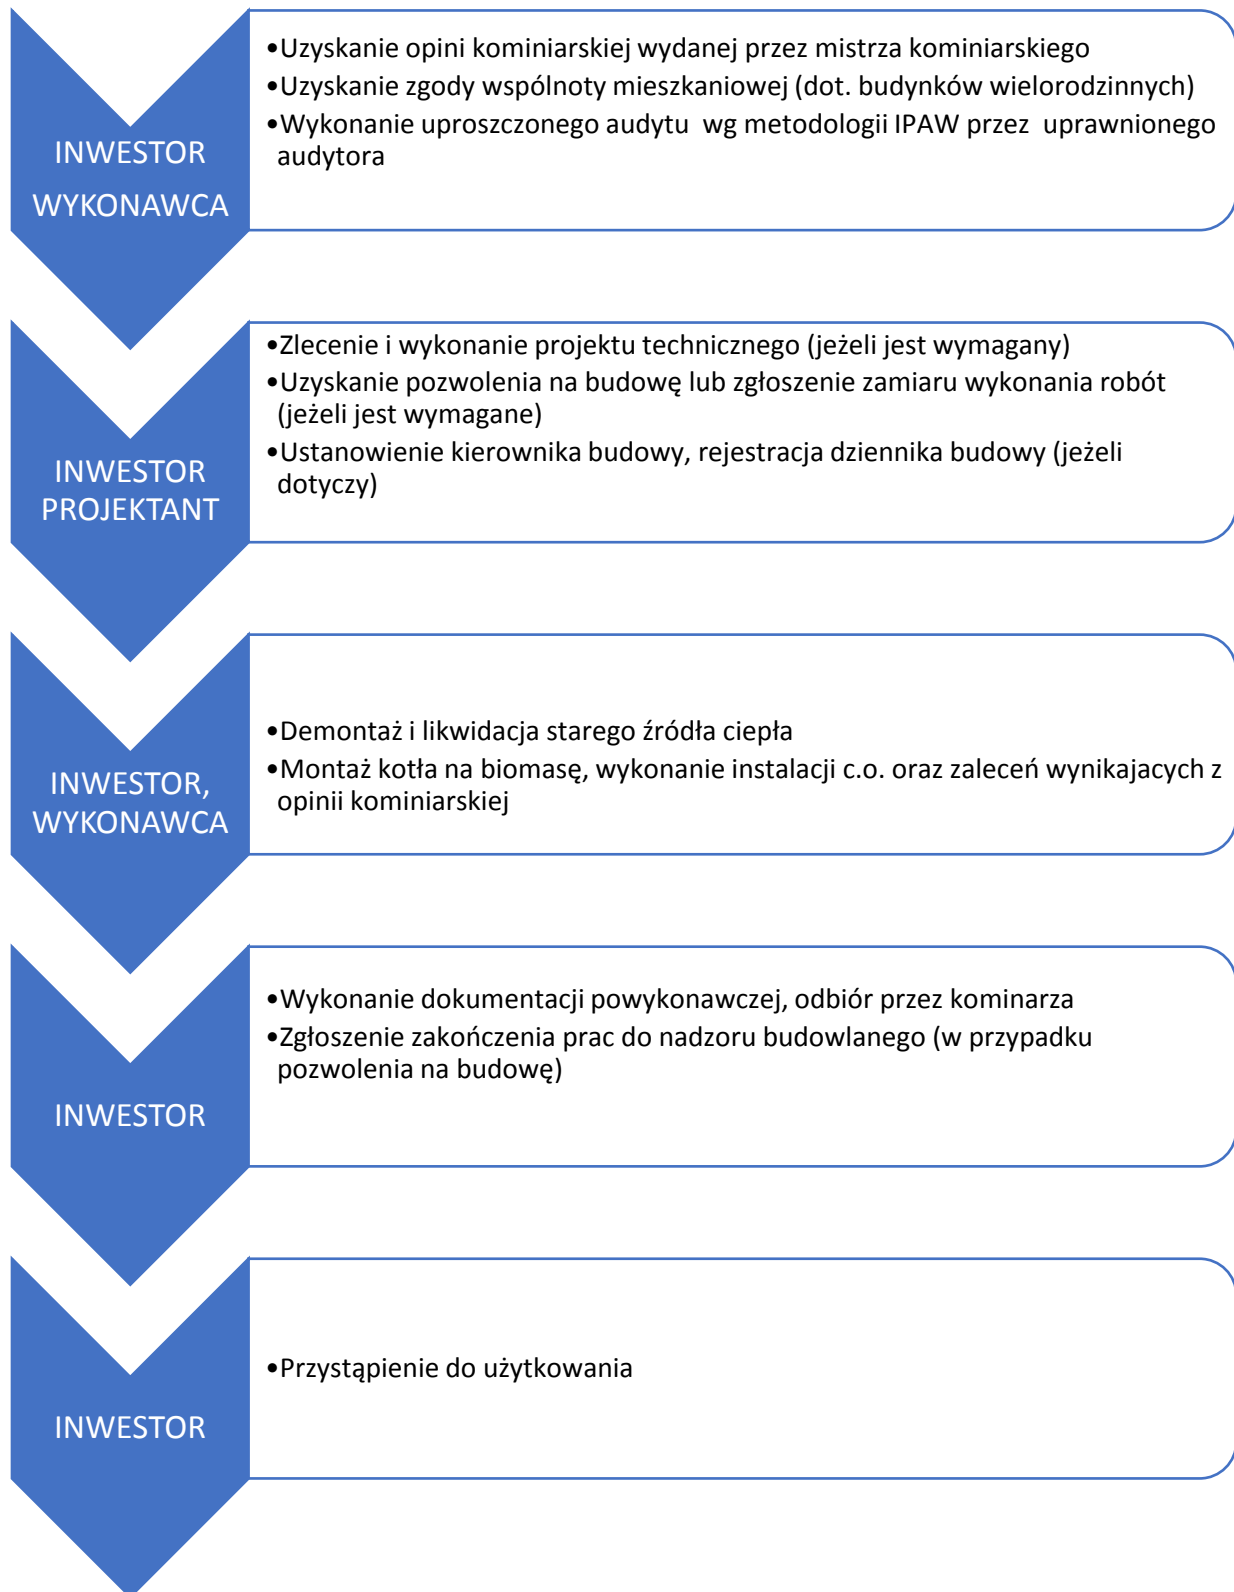 INWESTOR
WYKONAWCA
•Uzyskanie opini kominiarskiej wydanej przez mistrza kominiarskiego
•Uzyskanie zgody wspólnoty mieszkaniowej (dot. budynków wielorodzinnych)
•Wykonanie uproszczonego audytu wg metodologii IPAW przez uprawnionego
audytora
INWESTOR
PROJEKTANT
•Zlecenie i wykonanie projektu technicznego (jeżeli jest wymagany)
•Uzyskanie pozwolenia na budowę lub zgłoszenie zamiaru wykonania robót
(jeżeli jest wymagane)
•Ustanowienie kierownika budowy, rejestracja dziennika budowy (jeżeli
dotyczy)
INWESTOR,
WYKONAWCA
•Demontaż i likwidacja starego źródła ciepła
•Montaż kotła na biomasę, wykonanie instalacji c.o. oraz zaleceń wynikajacych z
opinii kominiarskiej
INWESTOR
•Wykonanie dokumentacji powykonawczej, odbiór przez kominarza
•Zgłoszenie zakończenia prac do nadzoru budowlanego (w przypadku
pozwolenia na budowę)
INWESTOR
•Przystąpienie do użytkowania